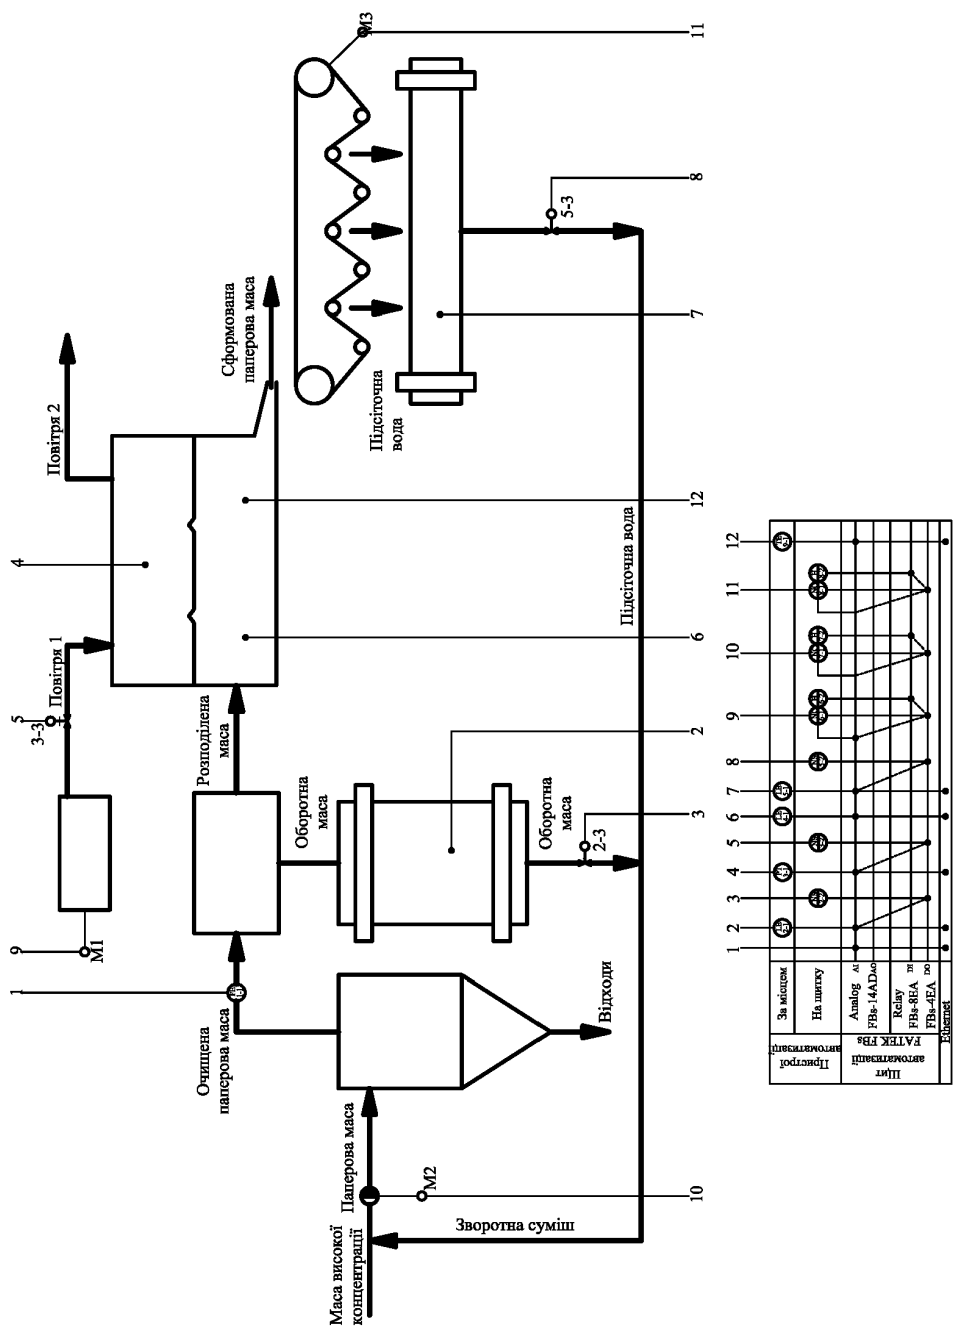 М3
11
8
5-3
7
Сформована
паперова маса
Підсіточна
вода
Повітря 2
4
12
Підсіточна вода
6
Повітря 1
5
3-3
Розподілена
маса
Оборотна
маса
2
Оборотна
маса
2-3
3
9
М1
1
Очищена
паперова маса
Відходи
Паперова маса
М2
10
Маса високої
концентрації
Зворотна суміш
1
2
3
4
5
6
7
8
9
10
11
12
Пристрої
автоматизації
За місцем
На щитку
Щит
автоматизації
FATEK FBs
Analog AI
FBs-14AD AO
Relay
FBs-8EA DI
FBs-4EA DO
Ethernet